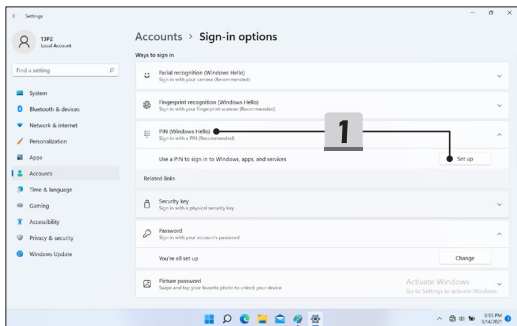 Settings
13P2
Local Account
Find a setting
System
Bluetooth & devices
Network & internet
Personalization
Apps
Accounts
Time & language
Gaming
Accessibility
Privacy & security
Windows Update
Accounts > Sign-in options
Ways to sign in
Facial recognition (Windows Hello)
Sign in with your camera (Recommended)
Fingerprint recognition (Windows Hello)
Sign in with your fingerprint scanner (Recommended)
PIN (Windows Hello)
Sign in with a PIN (Recommended)
1
Use a PIN to sign in to Windows, apps, and services
Set up
Related links
Security key
Sign in with a physical security key
Password
Sign in with your account's password
You're all set up
Change
Picture password
Swipe and tap your favorite photo to unlock your device
Activate Windows
Go to Settings to activate Windows.
6:55 PM
9/14/2021